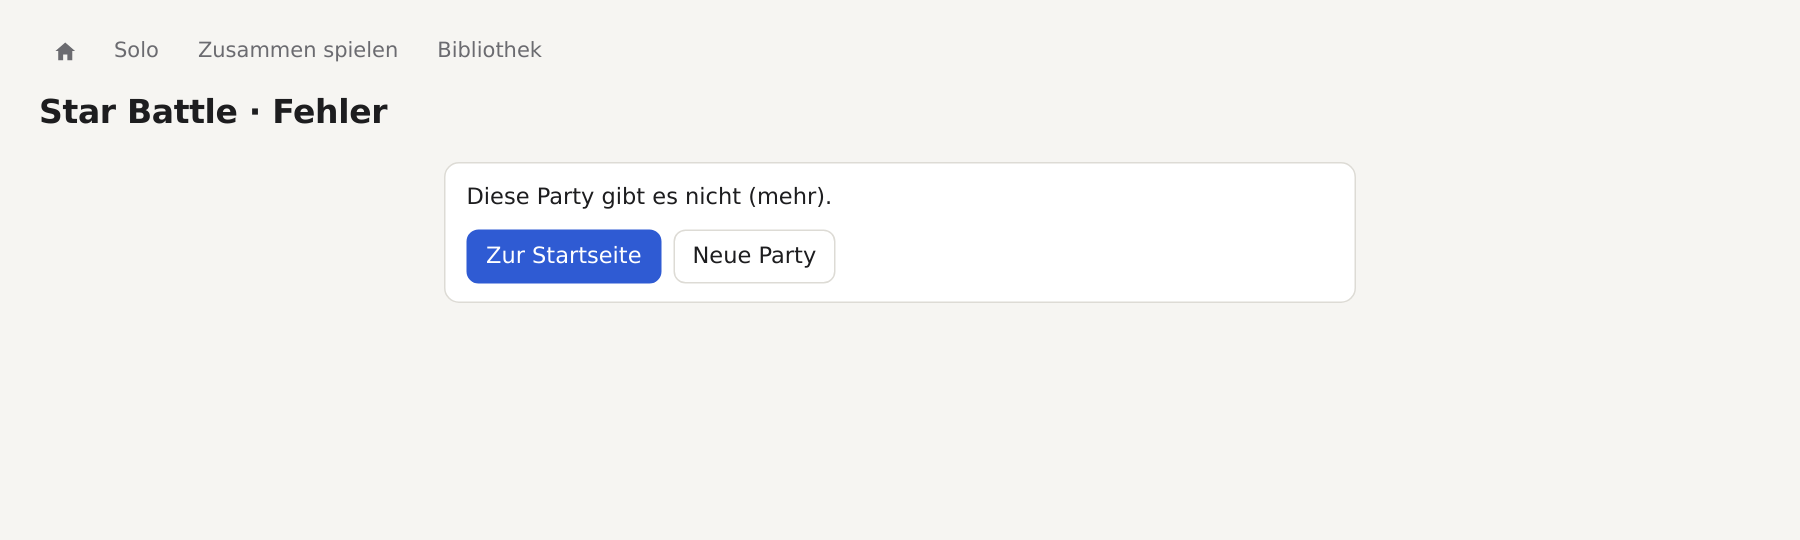 Solo Zusammen spielen Bibliothek
Star Battle · Fehler
Diese Party gibt es nicht (mehr).
Zur Startseite Neue Party